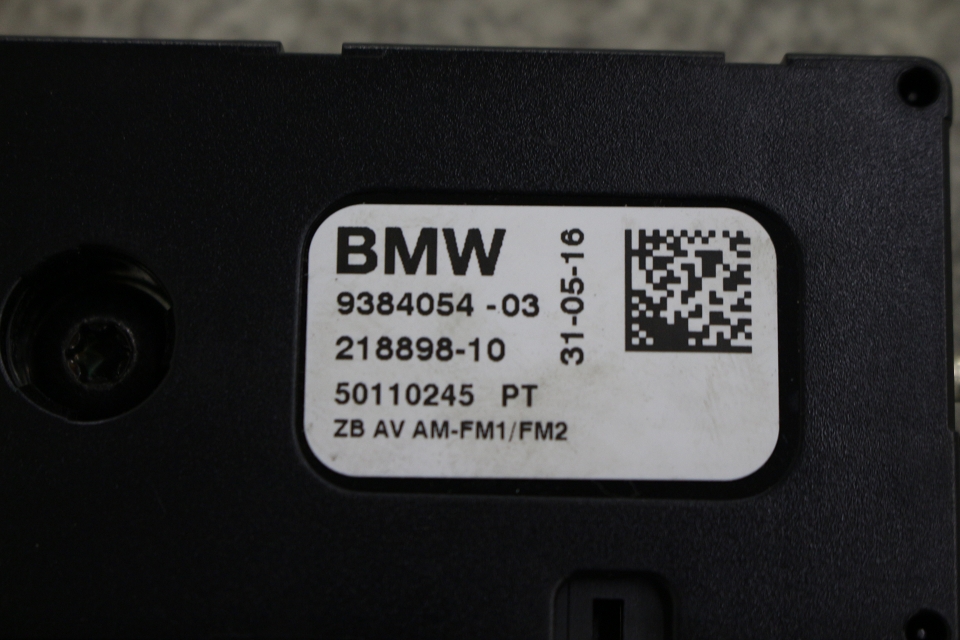 BMW
9384054 -03
218898-10
50110245 PT
ZB AV AM-FM1/FM2
31-05-16